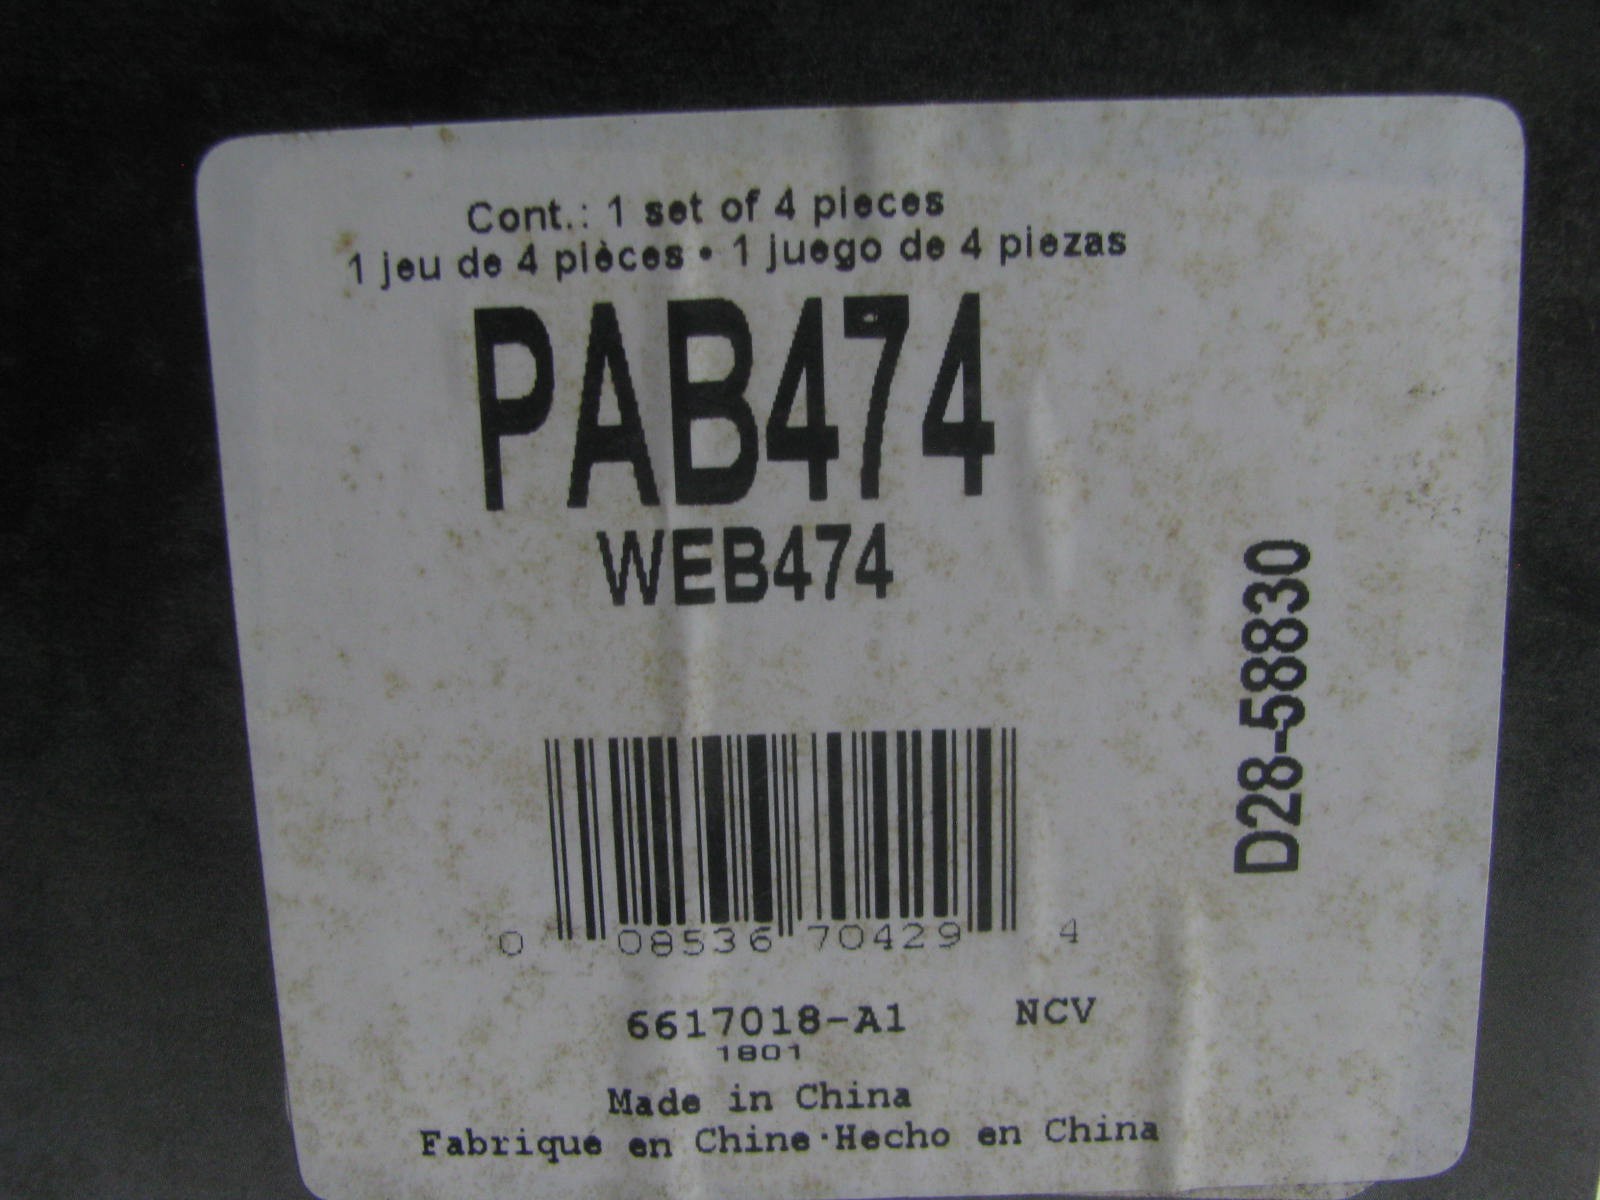 Cont.: 1 set of 4 pieces
1 jeu de 4 pièces • 1 juego de 4 piezas
PAB474
WEB474
D28-58830
0 08536 70429 4
6617018-A1 NCV
1801
Made in China
Fabrique en Chine·Hecho en China